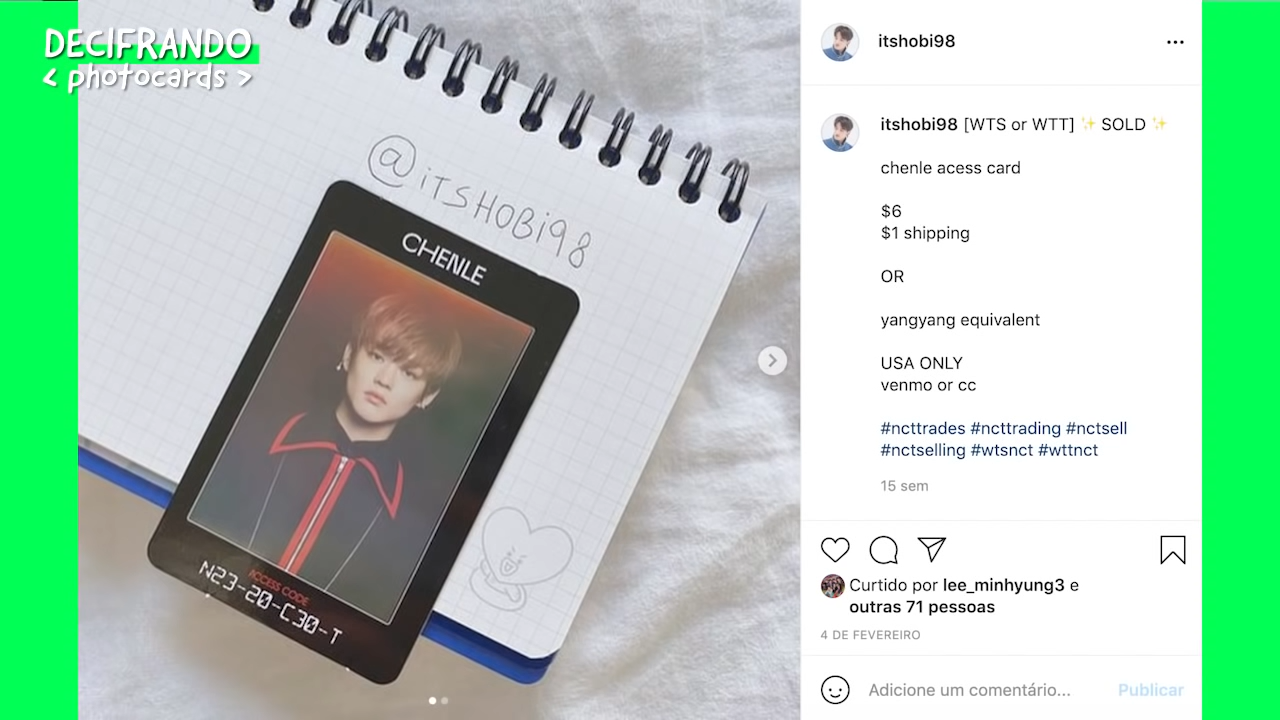 DECIFRANDO
< photocards >
@iTSHOBi98
CHENLE
ACCESS CODE
N23-20-C30-T
itshobi98
itshobi98 [WTS or WTT] ✨ SOLD ✨
chenle acess card
$6
$1 shipping
OR
yangyang equivalent
USA ONLY
venmo or cc
#ncttrades #ncttrading #nctsell
#nctselling #wtsnct #wttnct
15 sem
Curtido por lee_minhyung3 e
outras 71 pessoas
4 DE FEVEREIRO
Adicione um comentário... Publicar